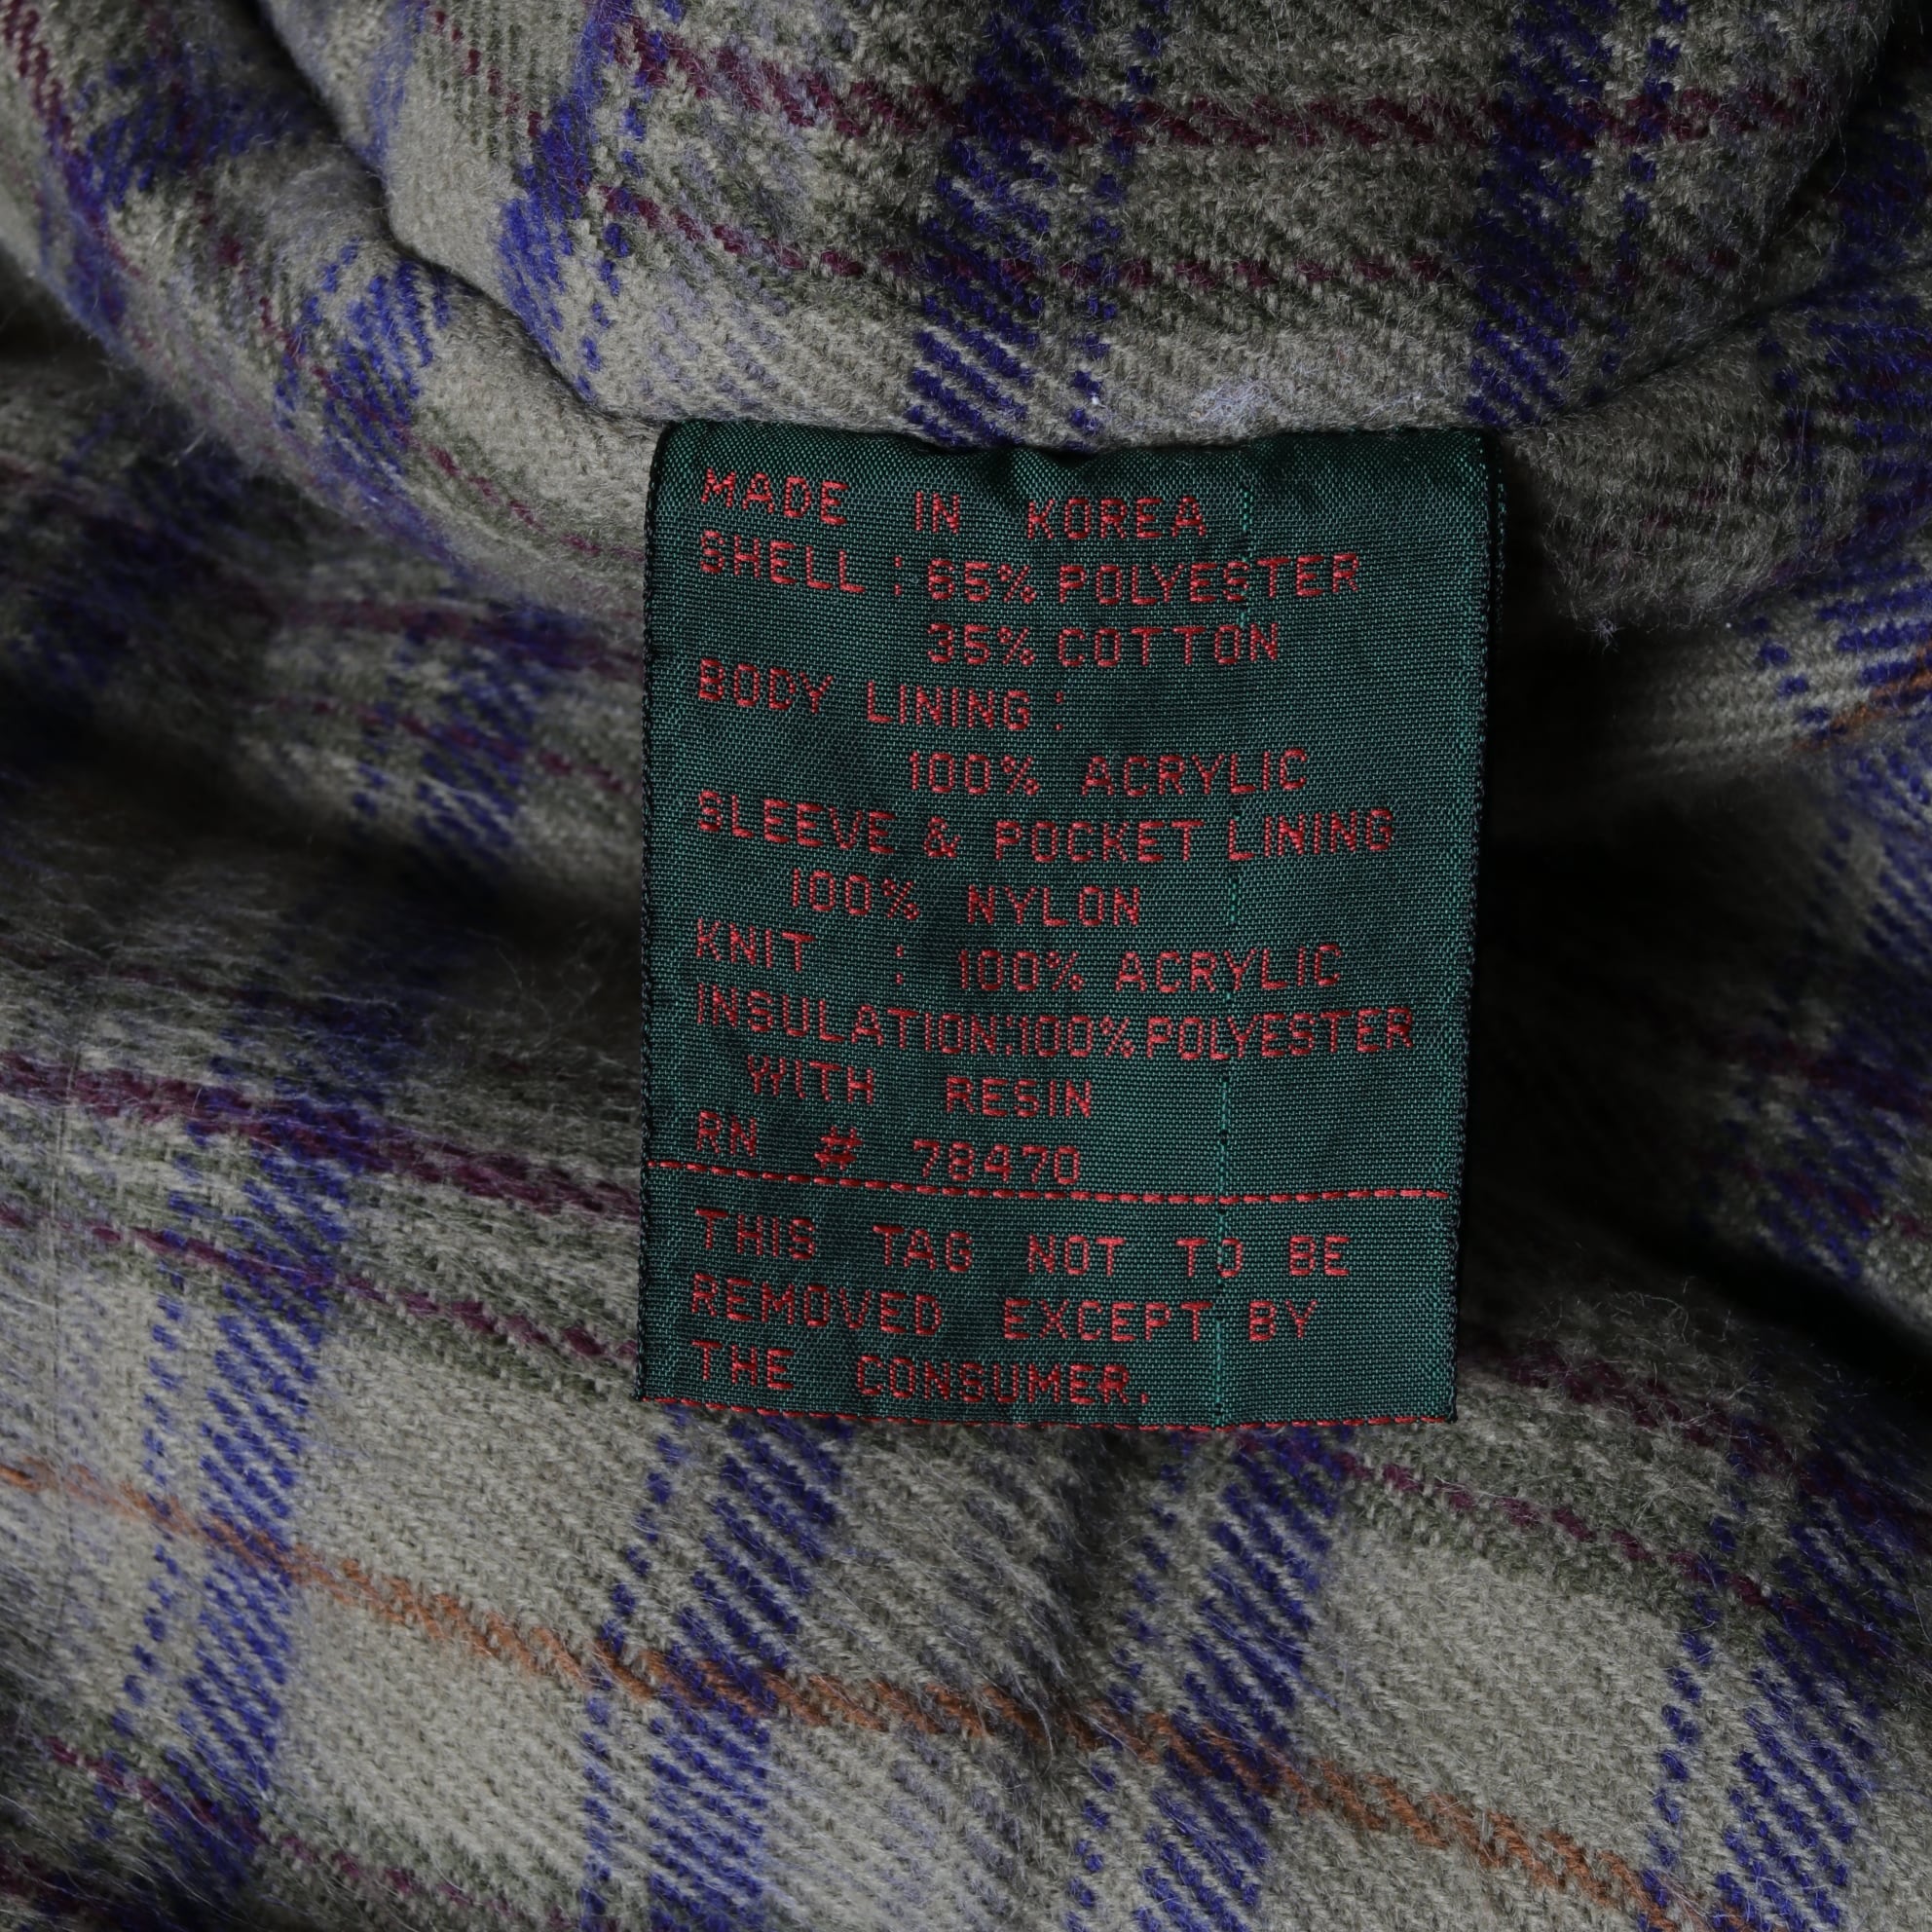 MADE IN KOREA
SHELL : 65% POLYESTER
35% COTTON
BODY LINING :
100% ACRYLIC
SLEEVE & POCKET LINING
100% NYLON
KNIT : 100% ACRYLIC
INSULATION:100% POLYESTER
WITH RESIN
RN # 78470
THIS TAG NOT TO BE
REMOVED EXCEPT BY
THE CONSUMER.